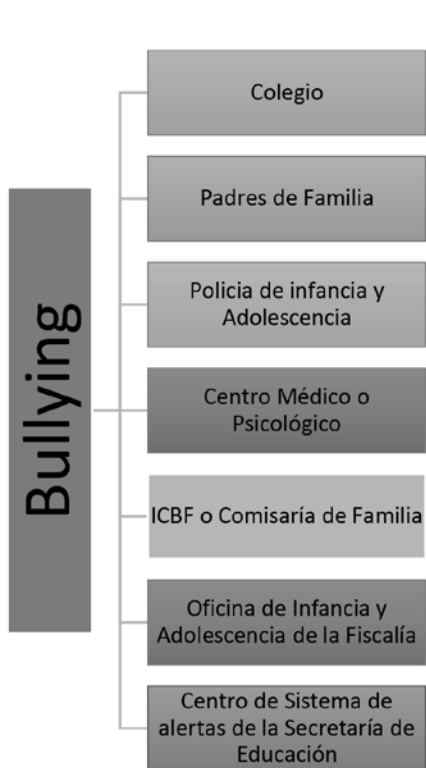 Bullying
Colegio
Padres de Familia
Policia de infancia y
Adolescencia
Centro Médico o
Psicológico
ICBF o Comisaría de Familia
Oficina de Infancia y
Adolescencia de la Fiscalía
Centro de Sistema de
alertas de la Secretaría de
Educación